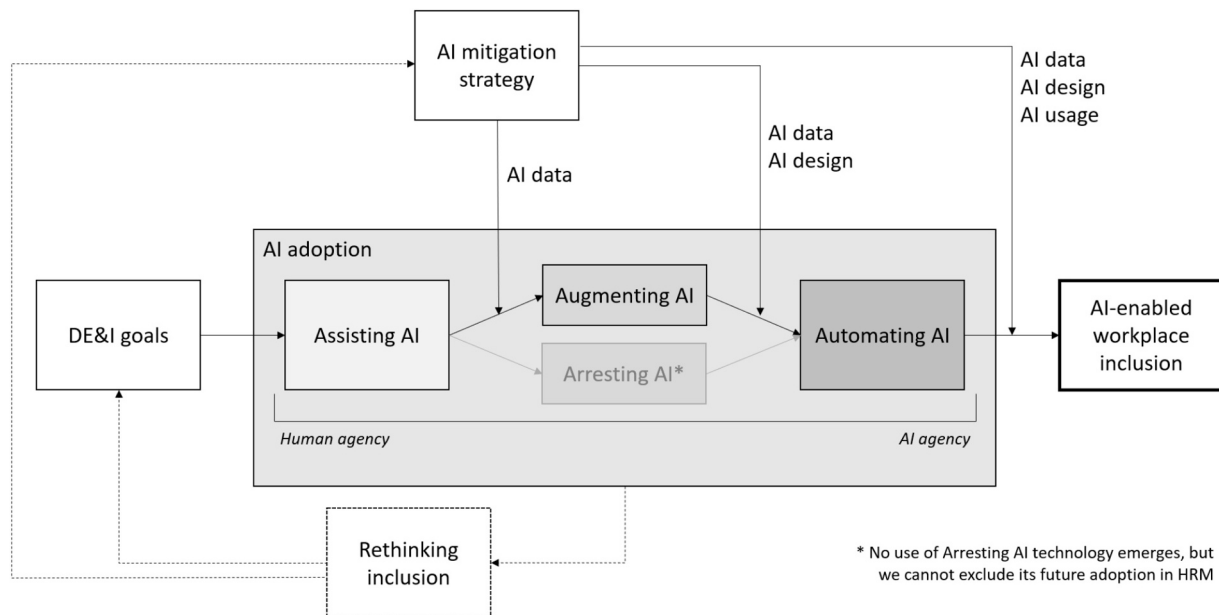 AI mitigation
strategy
AI data
AI design
AI usage
AI data
AI design
AI data
AI adoption
DE&I goals
Assisting AI
Augmenting AI
Arresting AI*
Automating AI
AI-enabled
workplace
inclusion
Human agency
AI agency
Rethinking
inclusion
* No use of Arresting AI technology emerges, but
we cannot exclude its future adoption in HRM